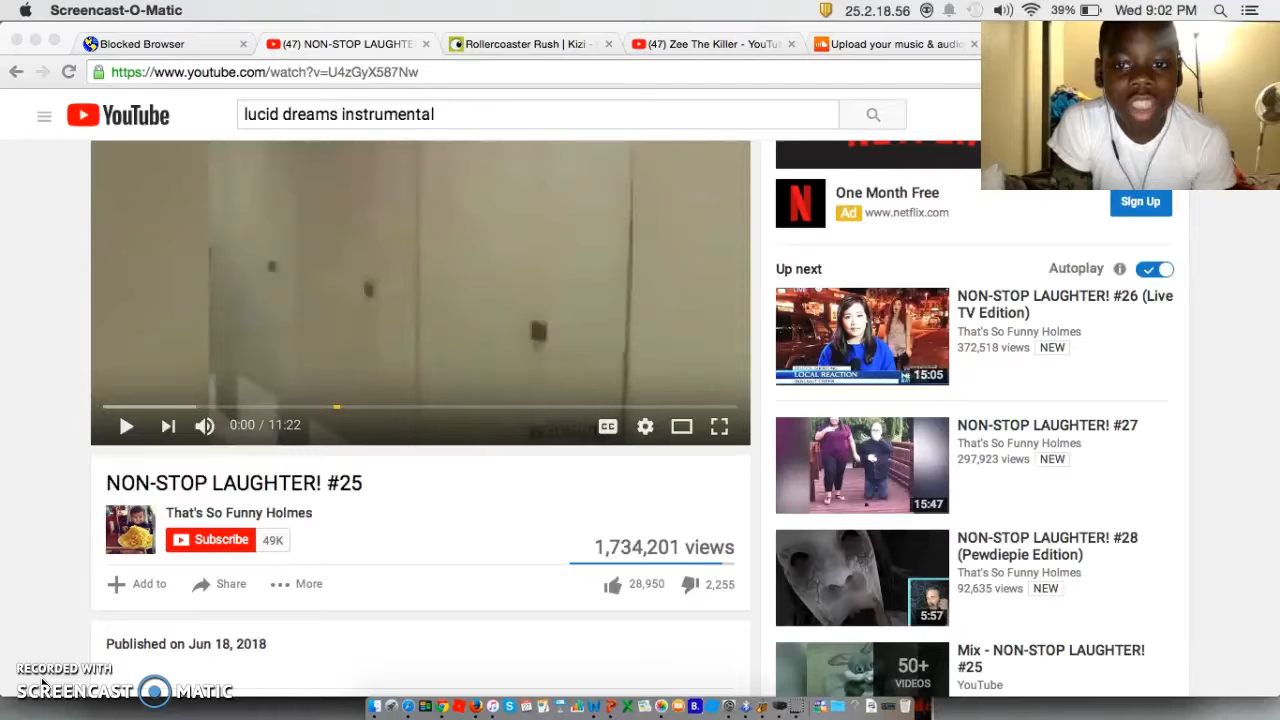 Screencast-O-Matic
25.2.18.56
39%
Wed 9:02 PM
Blocked Browser
(47) NON-STOP LAUGHTE
Rollercoaster Rush | Kizi -
(47) Zee The Killer - YouTu
Upload your music & audio
https://www.youtube.com/watch?v=U4zGyX587Nw
YouTube
lucid dreams instrumental
N
One Month Free
Ad www.netflix.com
Sign Up
Up next
Autoplay
NON-STOP LAUGHTER! #26 (Live
TV Edition)
That's So Funny Holmes
372,518 views NEW
LOCAL REACTION
15:05
0:00 / 11:22
CC
NON-STOP LAUGHTER! #27
That's So Funny Holmes
297,923 views NEW
15:47
NON-STOP LAUGHTER! #25
That's So Funny Holmes
Subscribe 49K
1,734,201 views
Add to
Share
More
28,950
2,255
NON-STOP LAUGHTER! #28
(Pewdiepie Edition)
That's So Funny Holmes
92,635 views NEW
5:57
Published on Jun 18, 2018
Mix - NON-STOP LAUGHTER!
#25
YouTube
50+
VIDEOS
RECORDED WITH
SCREENCAST MATIC